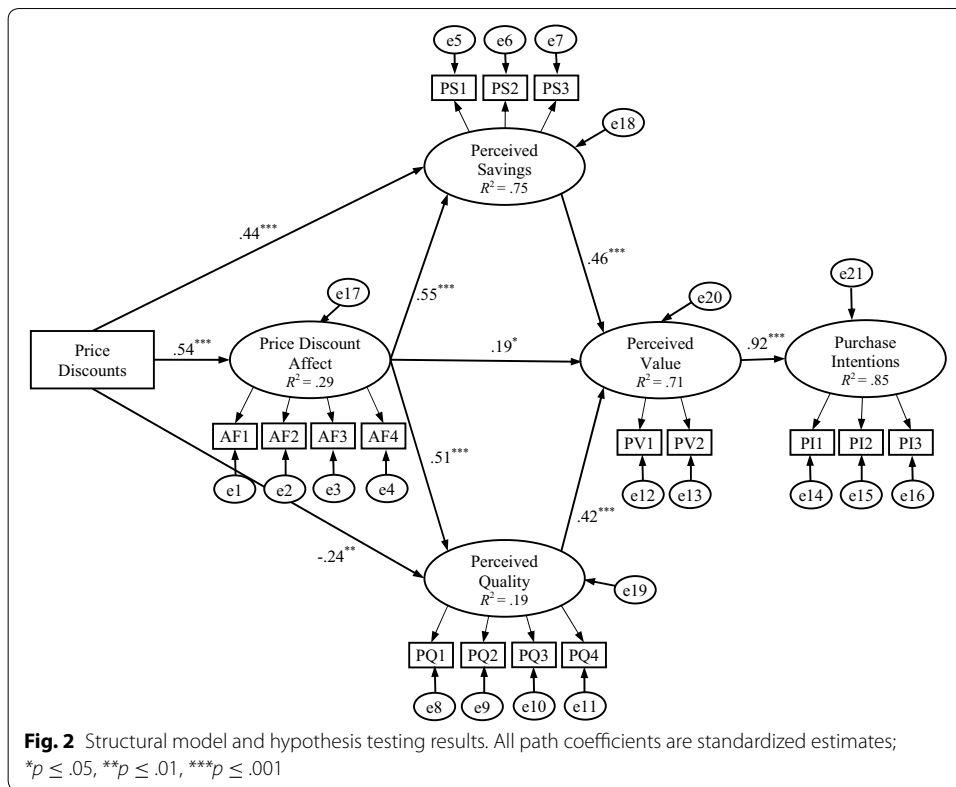 e5 e6 e7
PS1 PS2 PS3
e18
Perceived
Savings
R² = .75
.44***
.46***
.55***
e17
e20
e21
Price
Discounts
.54***
Price Discount
Affect
R² = .29
.19*
Perceived
Value
R² = .71
.92***
Purchase
Intentions
R² = .85
AF1 AF2 AF3 AF4
PV1 PV2
PI1 PI2 PI3
e1 e2 e3 e4
e12 e13
e14 e15 e16
.51***
.42***
-.24**
Perceived
Quality
R² = .19
e19
PQ1 PQ2 PQ3 PQ4
e8 e9 e10 e11
Fig. 2 Structural model and hypothesis testing results. All path coefficients are standardized estimates;
*p ≤ .05, **p ≤ .01, ***p ≤ .001